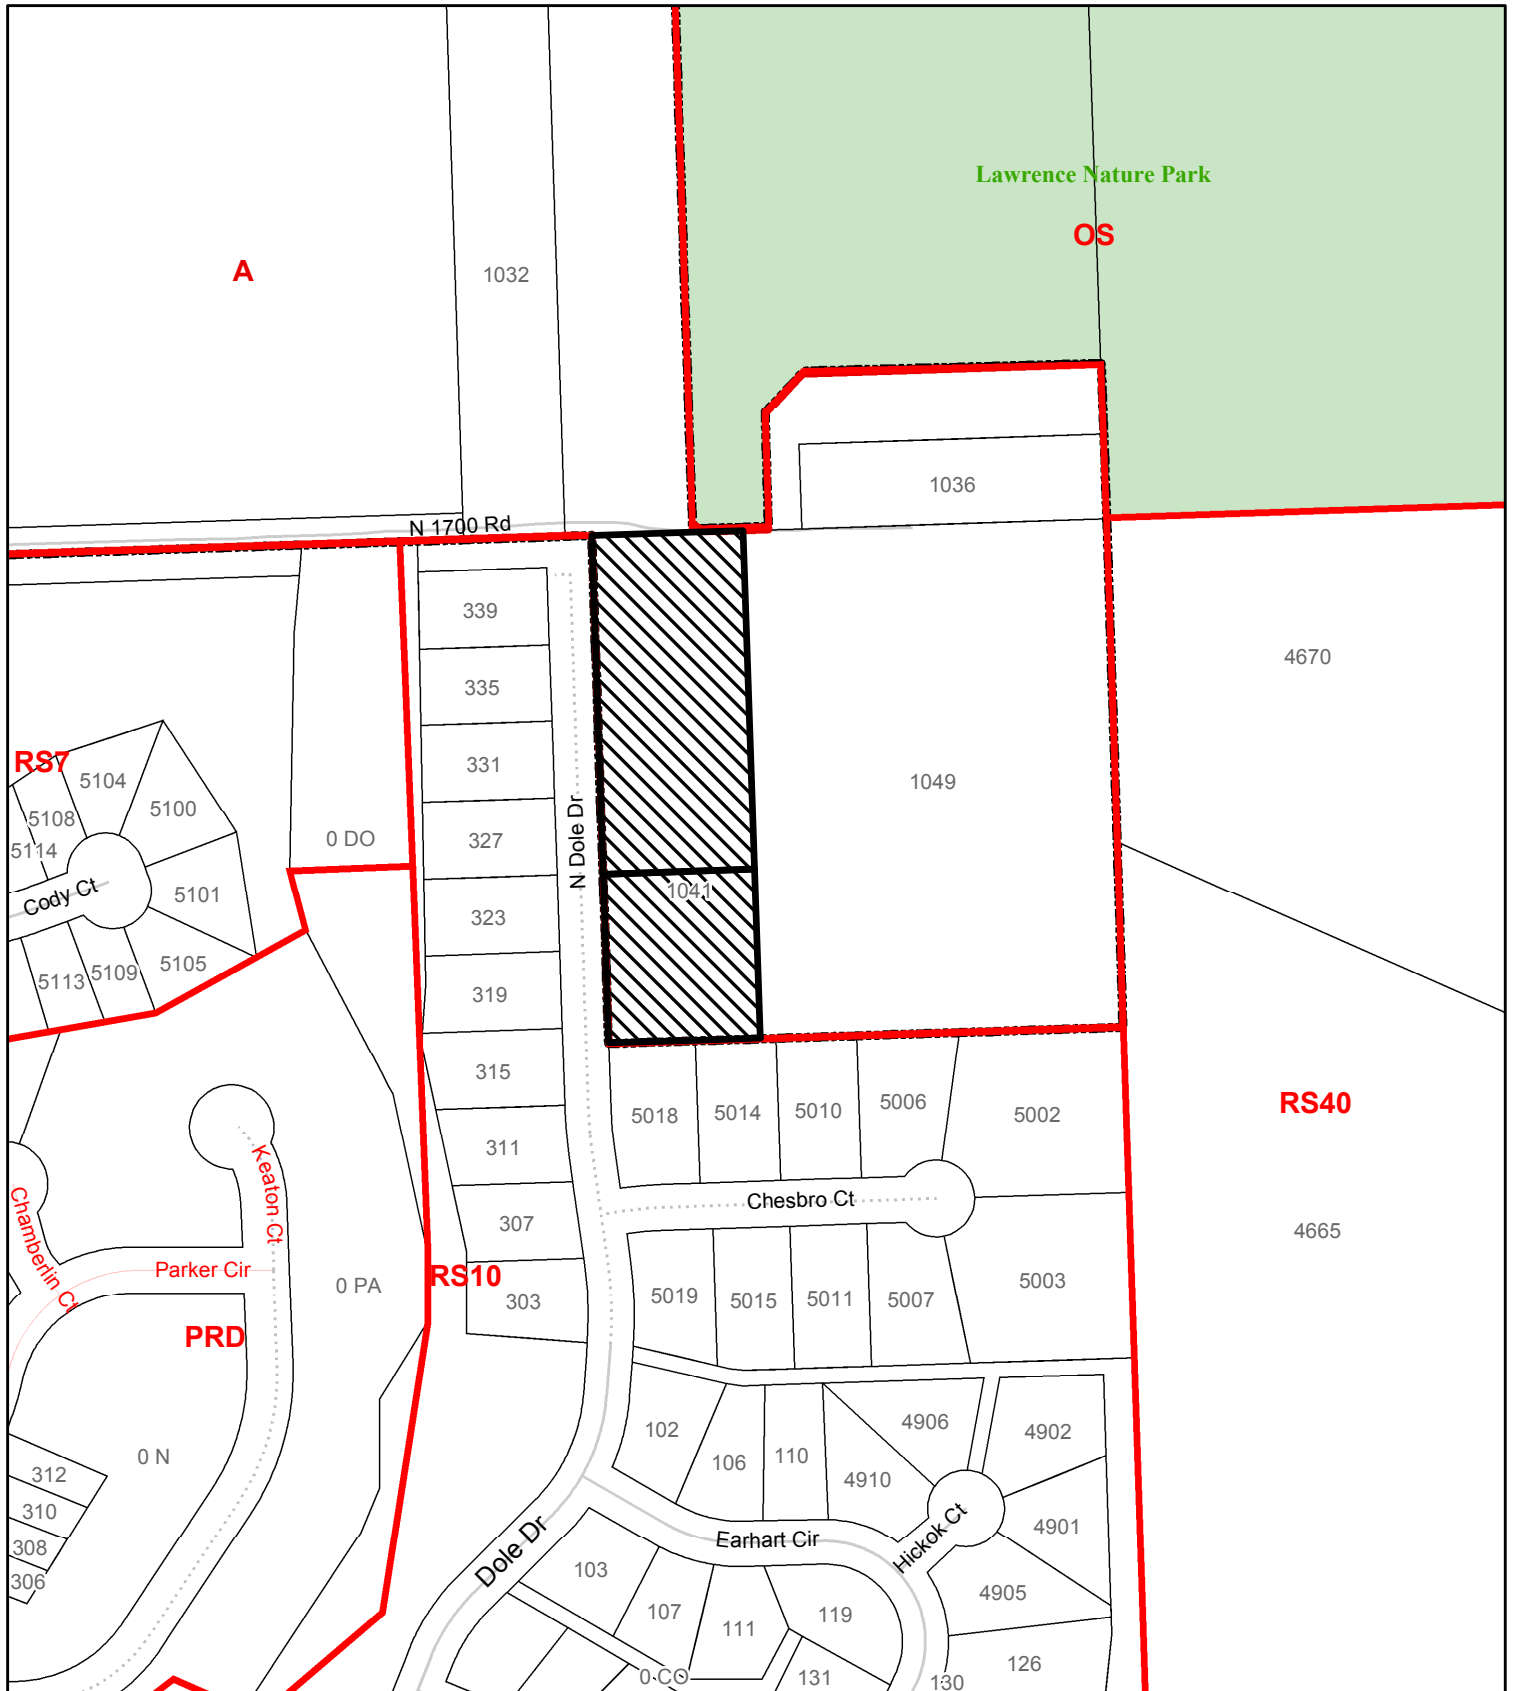 Lawrence Nature Park
OS
A
1032
1036
N 1700 Rd
339
335
4670
331
RS7
5104
1049
5108
5100
327
0 DO
N Dole Dr
5114
Cody Ct
5101
1041
323
5113
5109
5105
319
315
5018
5014
5010
5006
5002
RS40
311
Keaton Ct
Chesbro Ct
Chamberlin Ct
307
4665
Parker Cir
0 PA
RS10
303
5019
5015
5011
5007
5003
PRD
102
106
110
4906
4902
4910
0 N
312
310
308
306
Dole Dr
Earhart Cir
Hickok Ct
4901
103
107
111
119
4905
0 CO
131
130
126